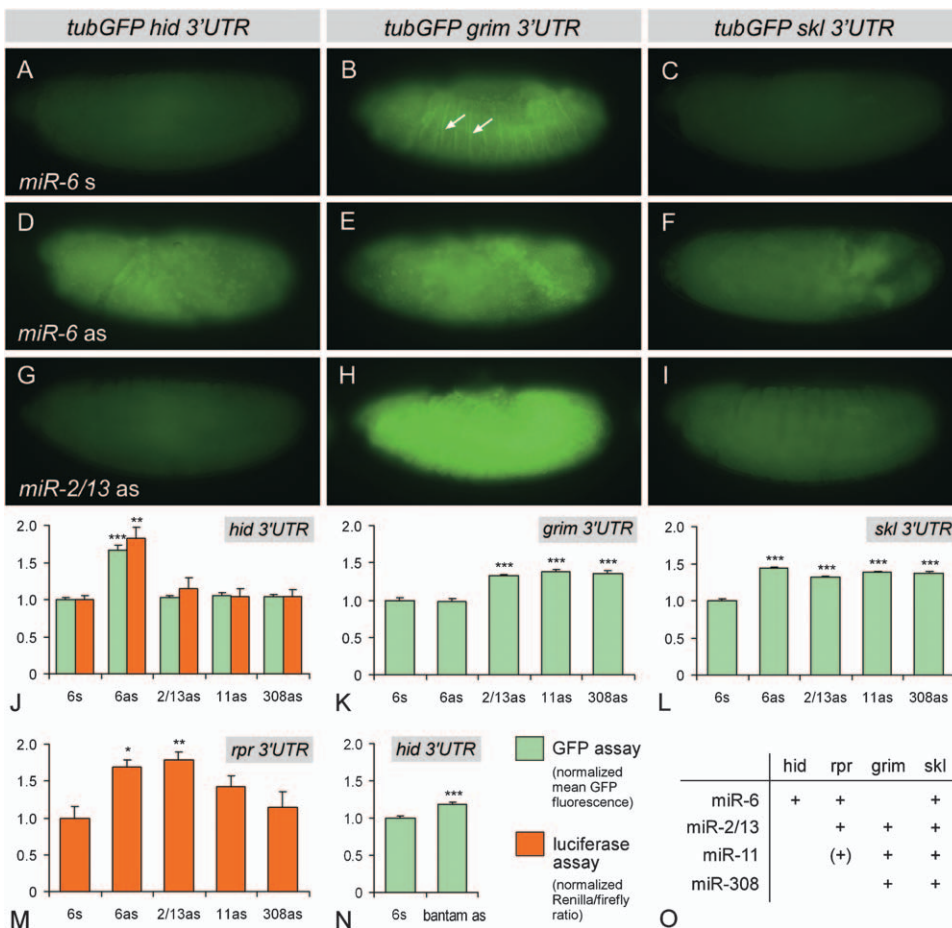 tubGFP hid 3'UTR tubGFP grim 3'UTR tubGFP skl 3'UTR
A B C
miR-6 s
D E F
miR-6 as
G H I
miR-2/13 as
hid 3'UTR
2.0
1.5
1.0
0.5
0
*** **
6s 6as 2/13as 11as 308as
J
grim 3'UTR
2.0
1.5
1.0
0.5
0
*** *** ***
6s 6as 2/13as 11as 308as
K
skl 3'UTR
2.0
1.5
1.0
0.5
0
*** *** *** ***
6s 6as 2/13as 11as 308as
L
rpr 3'UTR
2.0
1.5
1.0
0.5
0
* **
6s 6as 2/13as 11as 308as
M
hid 3'UTR
2.0
1.5
1.0
0.5
0
***
6s bantam as
N
GFP assay
(normalized
mean GFP
fluorescence)
luciferase
assay
(normalized
Renilla/firefly
ratio)
hid rpr grim skl
miR-6 + + +
miR-2/13 + + +
miR-11 (+) + +
miR-308 + +
O